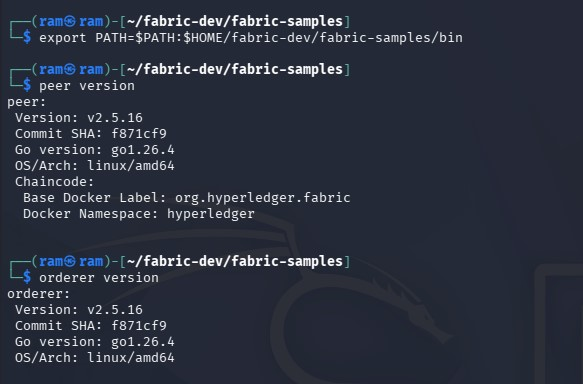 ┌──(ram㉿ram)-[~/fabric-dev/fabric-samples]
└─$ export PATH=$PATH:$HOME/fabric-dev/fabric-samples/bin
┌──(ram㉿ram)-[~/fabric-dev/fabric-samples]
└─$ peer version
peer:
 Version: v2.5.16
 Commit SHA: f871cf9
 Go version: go1.26.4
 OS/Arch: linux/amd64
 Chaincode:
  Base Docker Label: org.hyperledger.fabric
  Docker Namespace: hyperledger
┌──(ram㉿ram)-[~/fabric-dev/fabric-samples]
└─$ orderer version
orderer:
 Version: v2.5.16
 Commit SHA: f871cf9
 Go version: go1.26.4
 OS/Arch: linux/amd64